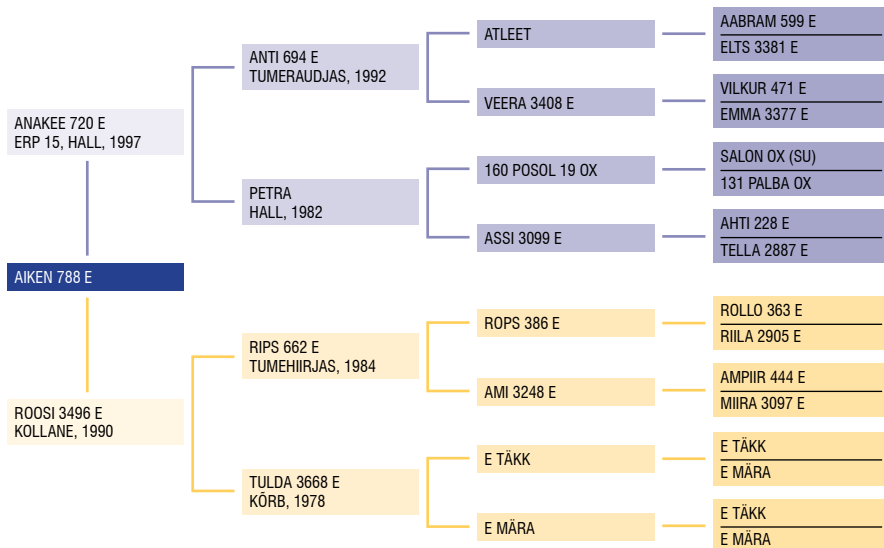 ANAKEE 720 E
ERP 15, HALL, 1997
AIKEN 788 E
ROOSI 3496 E
KOLLANE, 1990
ANTI 694 E
TUMERAUDJAS, 1992
PETRA
HALL, 1982
RIPS 662 E
TUMEHIIRJAS, 1984
TULDA 3668 E
KÕRB, 1978
ATLEET
VEERA 3408 E
160 POSOL 19 OX
ASSI 3099 E
ROPS 386 E
AMI 3248 E
E TÄKK
E MÄRA
AABRAM 599 E
ELTS 3381 E
VILKUR 471 E
EMMA 3377 E
SALON OX (SU)
131 PALBA OX
AHTI 228 E
TELLA 2887 E
ROLLO 363 E
RIILA 2905 E
AMPIIR 444 E
MIIRA 3097 E
E TÄKK
E MÄRA
E TÄKK
E MÄRA